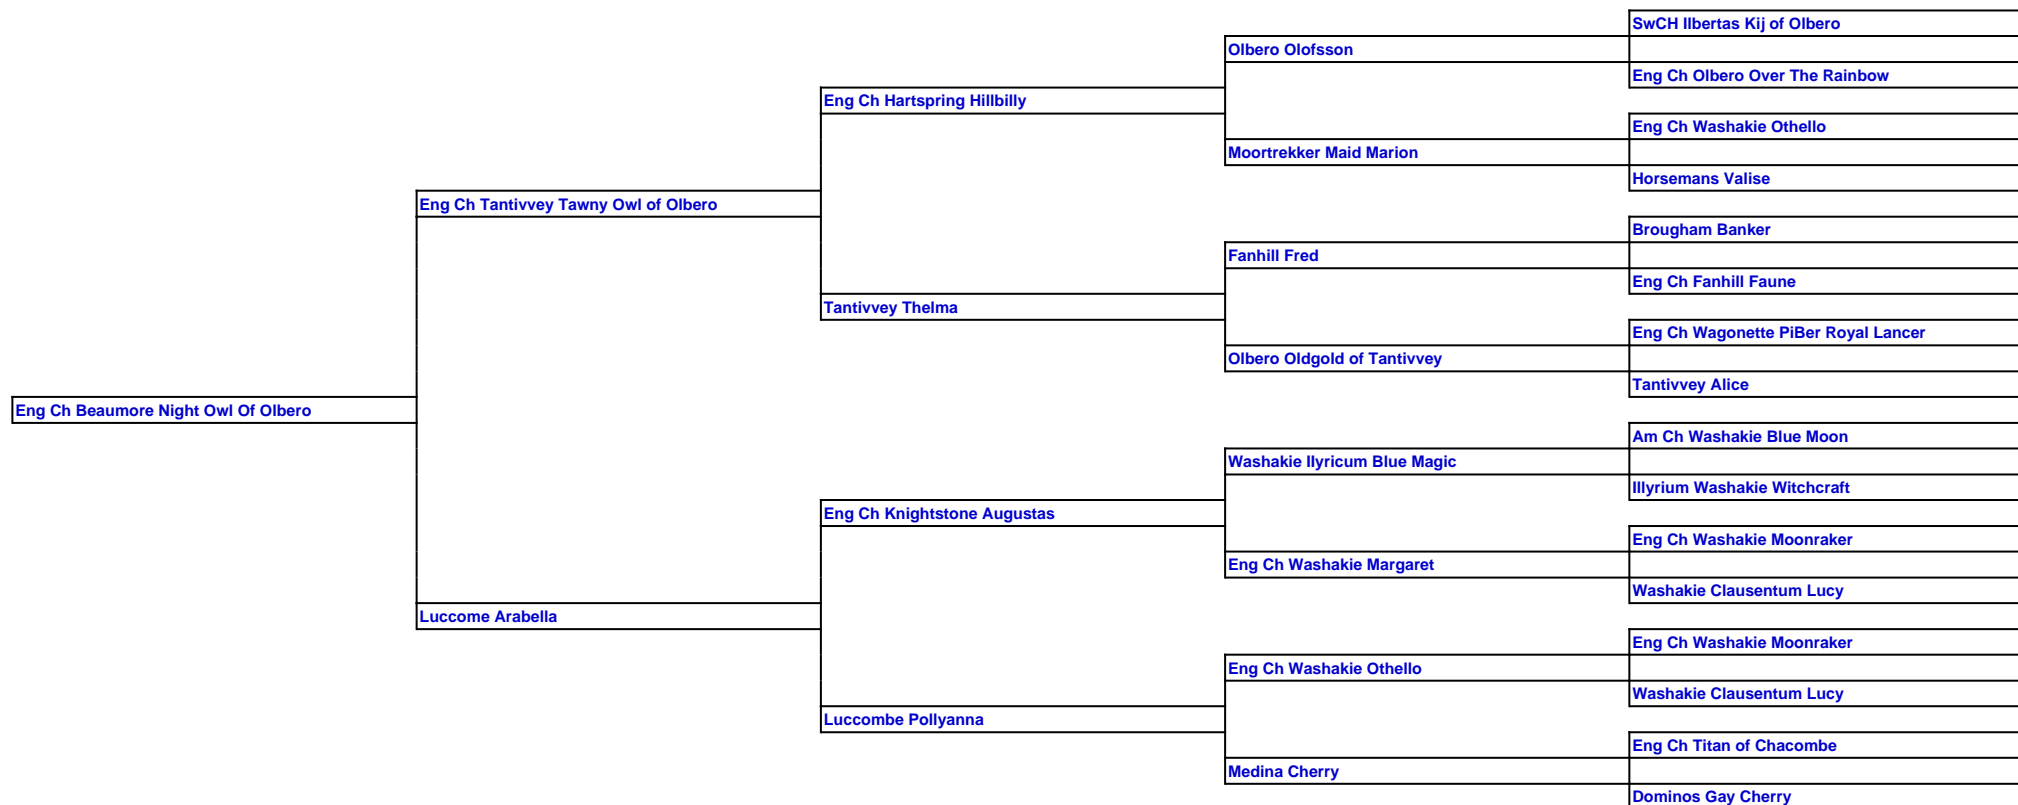 SwCH Ilbertas Kij of Olbero
Olbero Olofsson
Eng Ch Olbero Over The Rainbow
Eng Ch Hartspring Hillbilly
Eng Ch Washakie Othello
Moortrekker Maid Marion
Horsemans Valise
Eng Ch Tantivvey Tawny Owl of Olbero
Brougham Banker
Fanhill Fred
Eng Ch Fanhill Faune
Tantivvey Thelma
Eng Ch Wagonette PiBer Royal Lancer
Olbero Oldgold of Tantivvey
Tantivvey Alice
Eng Ch Beaumore Night Owl Of Olbero
Am Ch Washakie Blue Moon
Washakie Ilyricum Blue Magic
Illyrium Washakie Witchcraft
Eng Ch Knightstone Augustas
Eng Ch Washakie Moonraker
Eng Ch Washakie Margaret
Washakie Clausentum Lucy
Luccome Arabella
Eng Ch Washakie Moonraker
Eng Ch Washakie Othello
Washakie Clausentum Lucy
Luccombe Pollyanna
Eng Ch Titan of Chacombe
Medina Cherry
Dominos Gay Cherry